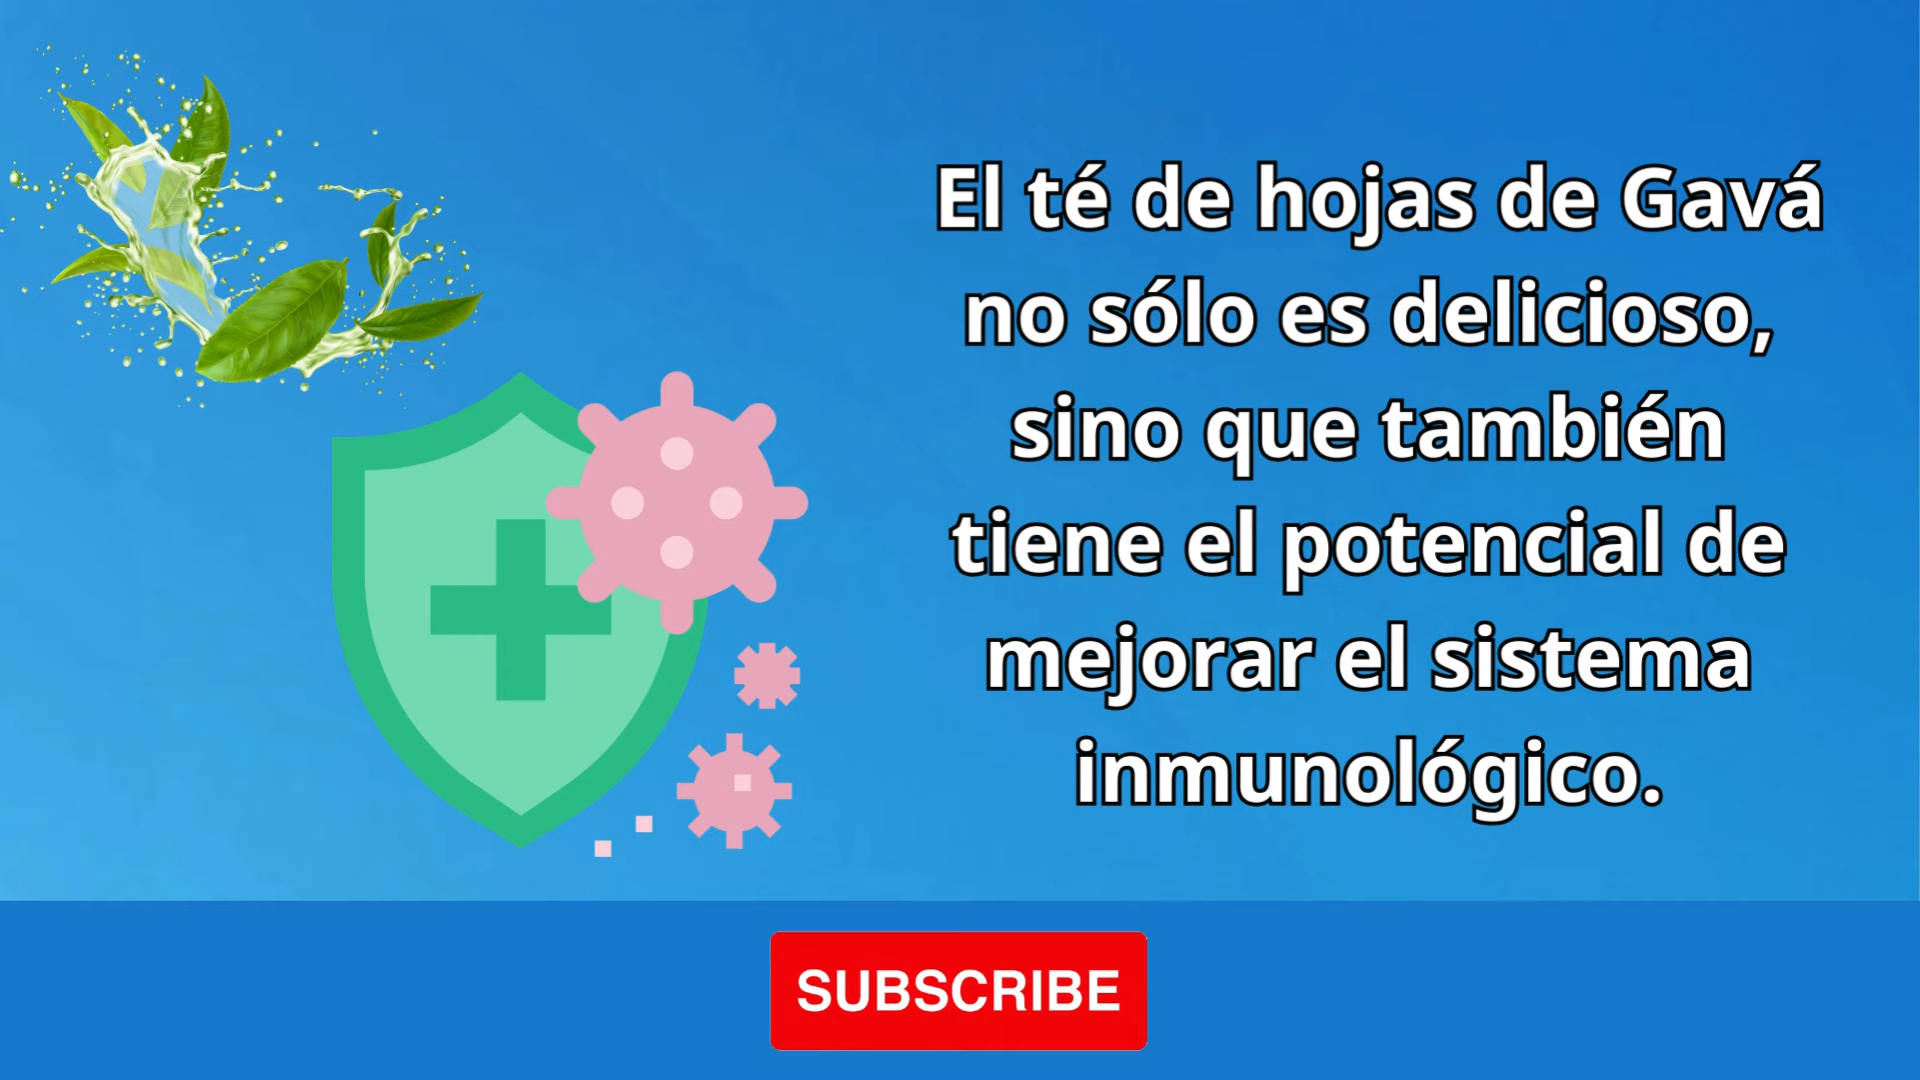 El té de hojas de Gavá
no sólo es delicioso,
sino que también
tiene el potencial de
mejorar el sistema
inmunológico.
SUBSCRIBE